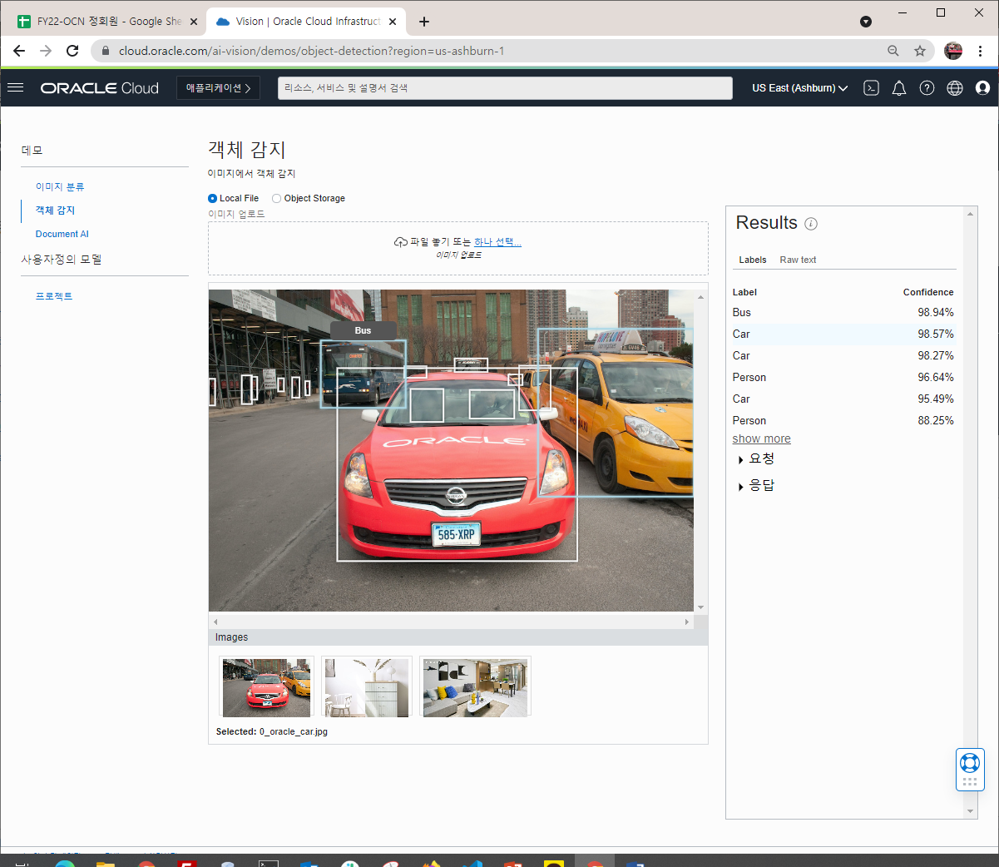 FY22-OCN 정회원 - Google She
Vision | Oracle Cloud Infrastruct
cloud.oracle.com/ai-vision/demos/object-detection?region=us-ashburn-1
ORACLE Cloud
애플리케이션
리소스, 서비스 및 설명서 검색
US East (Ashburn)
데모
이미지 분류
객체 감지
Document AI
사용자정의 모델
프로젝트
객체 감지
이미지에서 객체 감지
Local File
Object Storage
이미지 업로드
파일 놓기 또는 하나 선택...
이미지 업로드
Bus
ORACLE
NISSAN
585·XRP
Images
Selected: 0_oracle_car.jpg
Results
Labels Raw text
Label Confidence
Bus 98.94%
Car 98.57%
Car 98.27%
Person 96.64%
Car 95.49%
Person 88.25%
show more
요청
응답